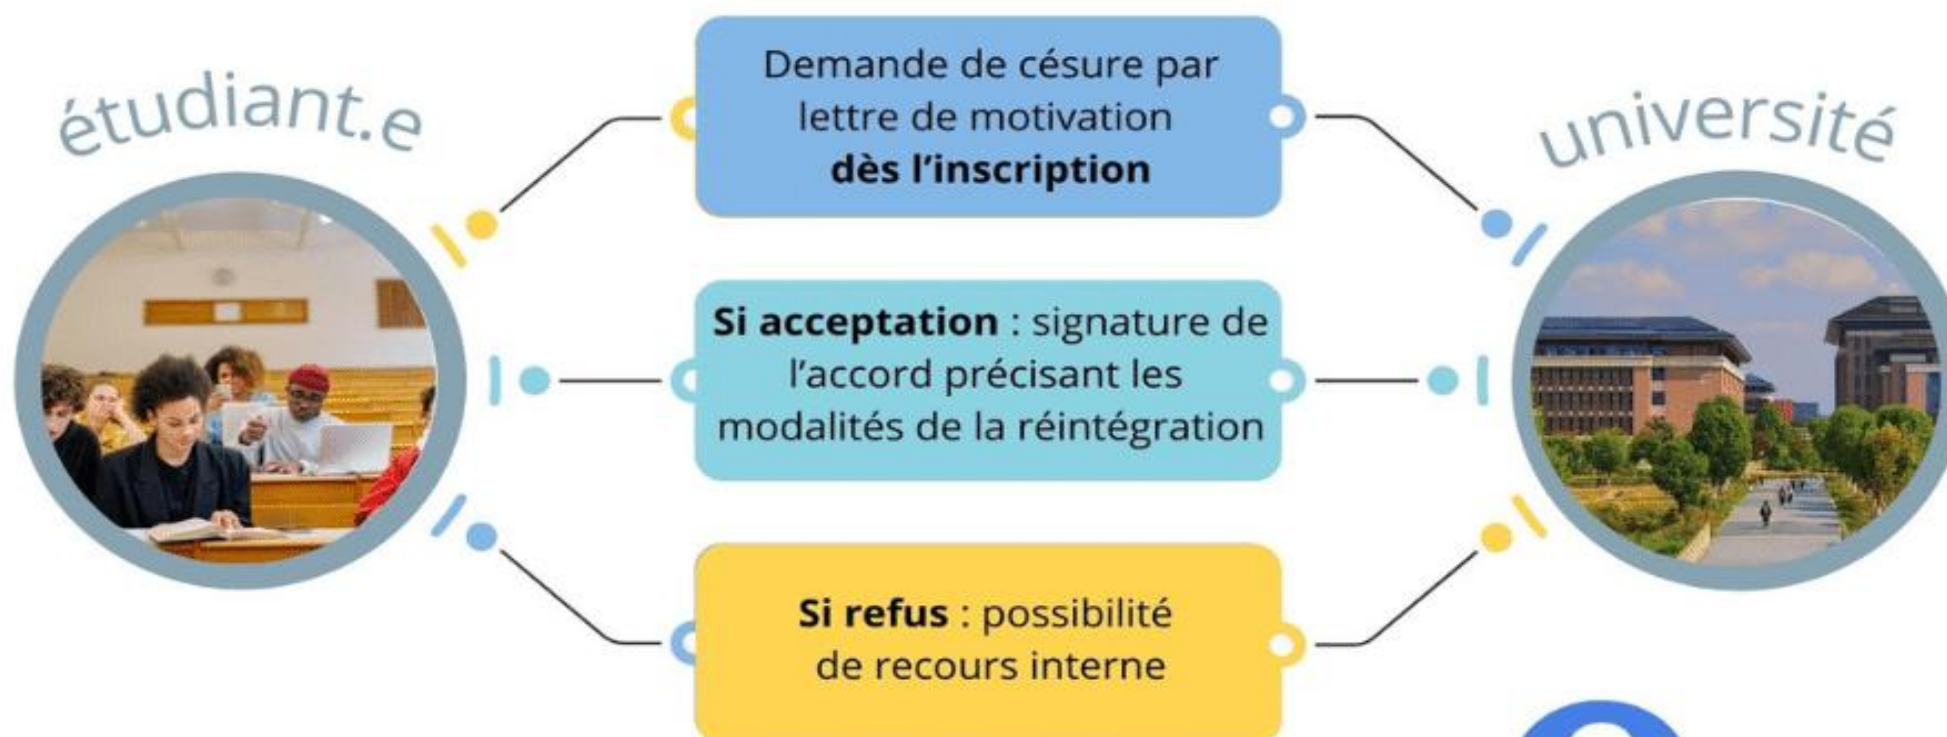 étudiant.e
Demande de césure par
lettre de motivation
dès l’inscription
université
Si acceptation : signature de
l’accord précisant les
modalités de la réintégration
Si refus : possibilité
de recours interne